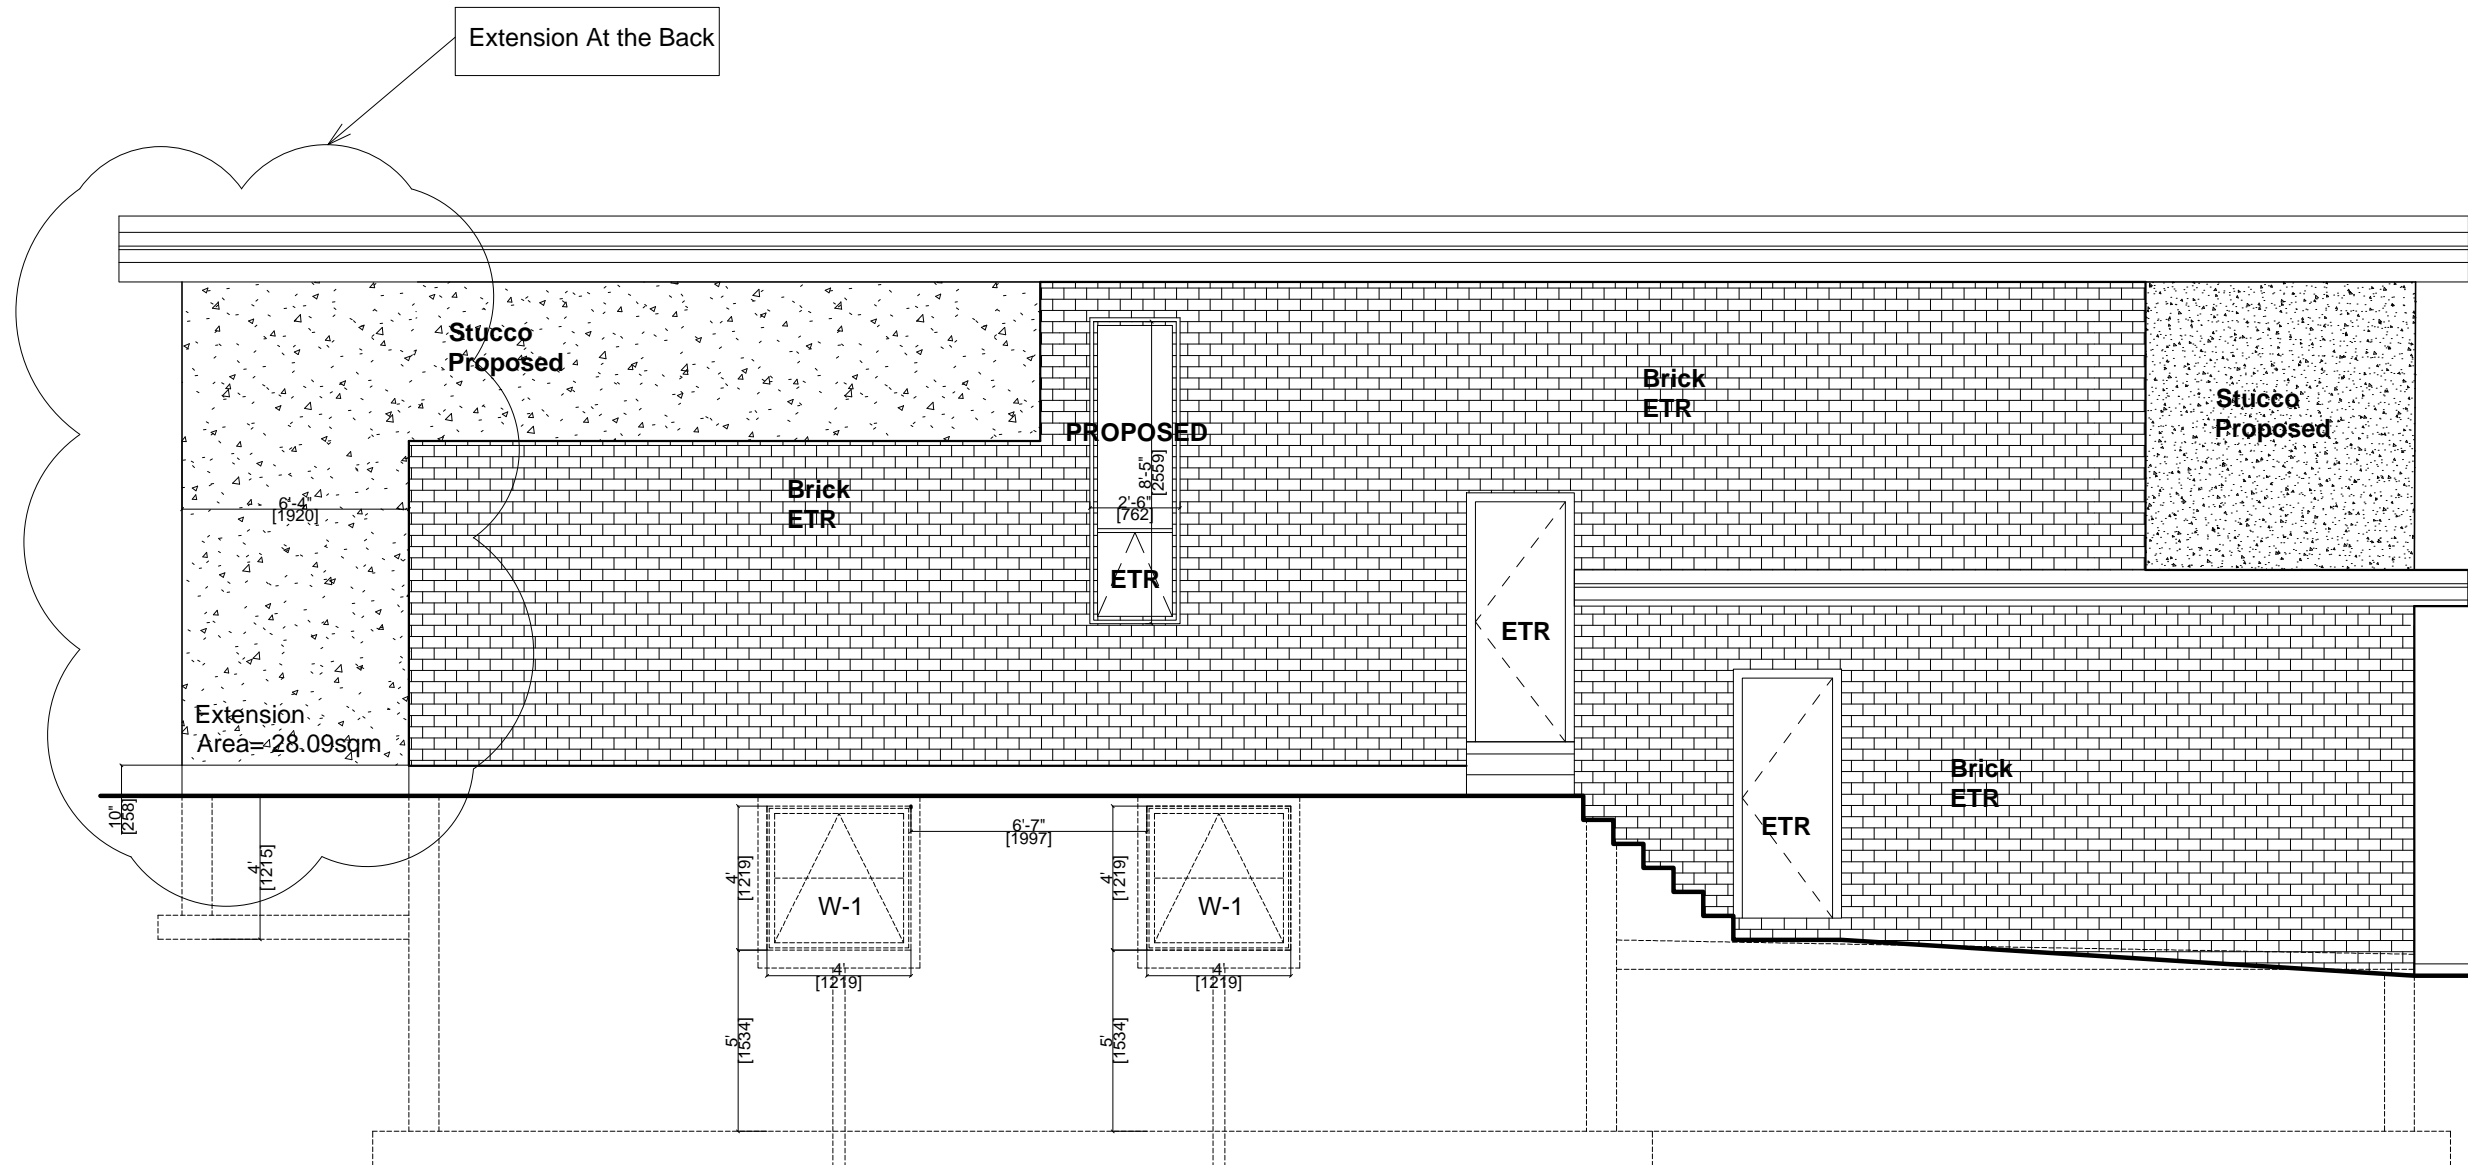 Extension At the Back
Stucco
Proposed
Brick
ETR
Stucco
Proposed
PROPOSED
8'-5"
[2559]
2'-6"
[762]
6'-4"
[1920]
Brick
ETR
ETR
ETR
Extension
Area= 28.09sqm
Brick
ETR
ETR
10"
[258]
4'
[1215]
6'-7"
[1997]
4'
[1219]
4'
[1219]
W-1
W-1
4'
[1219]
4'
[1219]
5'
[1534]
5'
[1534]